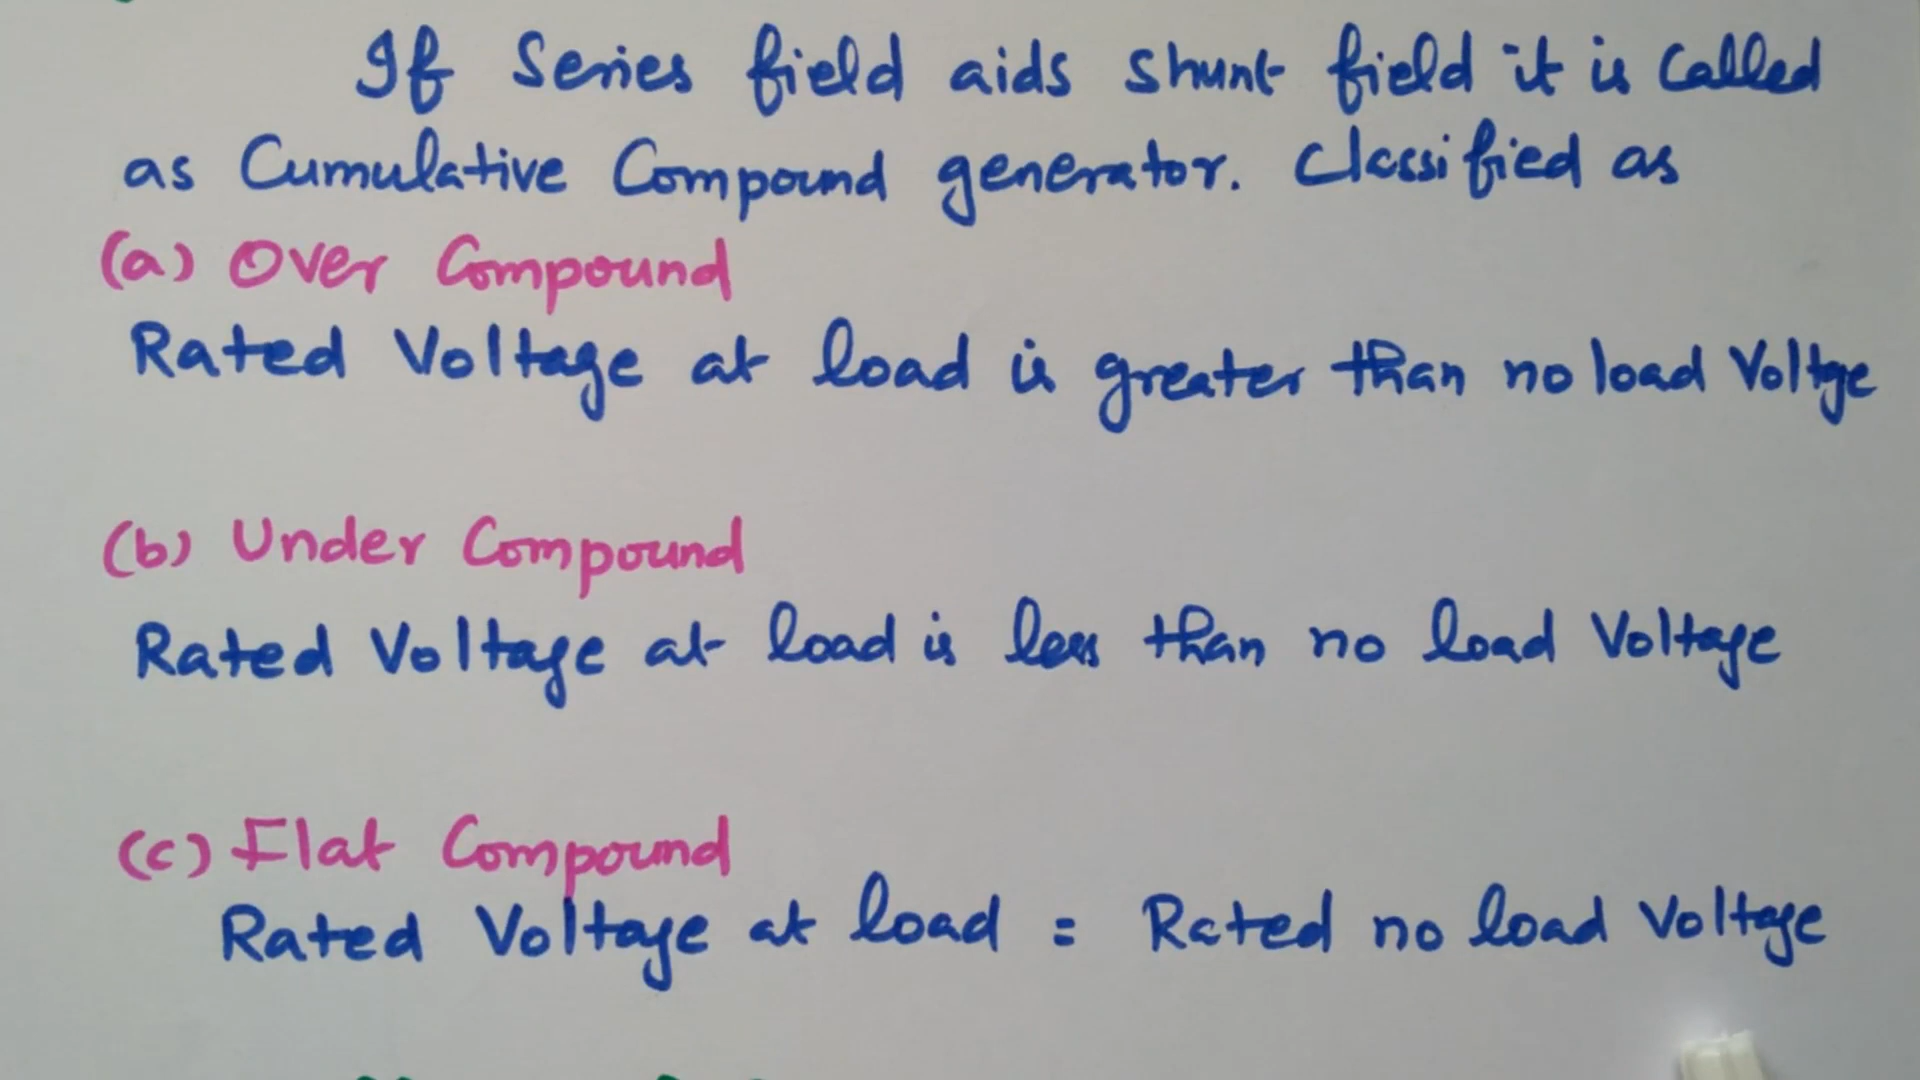 If Series field aids shunt field it is Called
as Cumulative Compound generator. Classified as
(a) Over Compound
Rated Voltage at load is greater than no load Voltge
(b) Under Compound
Rated Voltage at load is less than no load Voltage
(c) Flat Compound
Rated Voltage at load = Rated no load Voltage